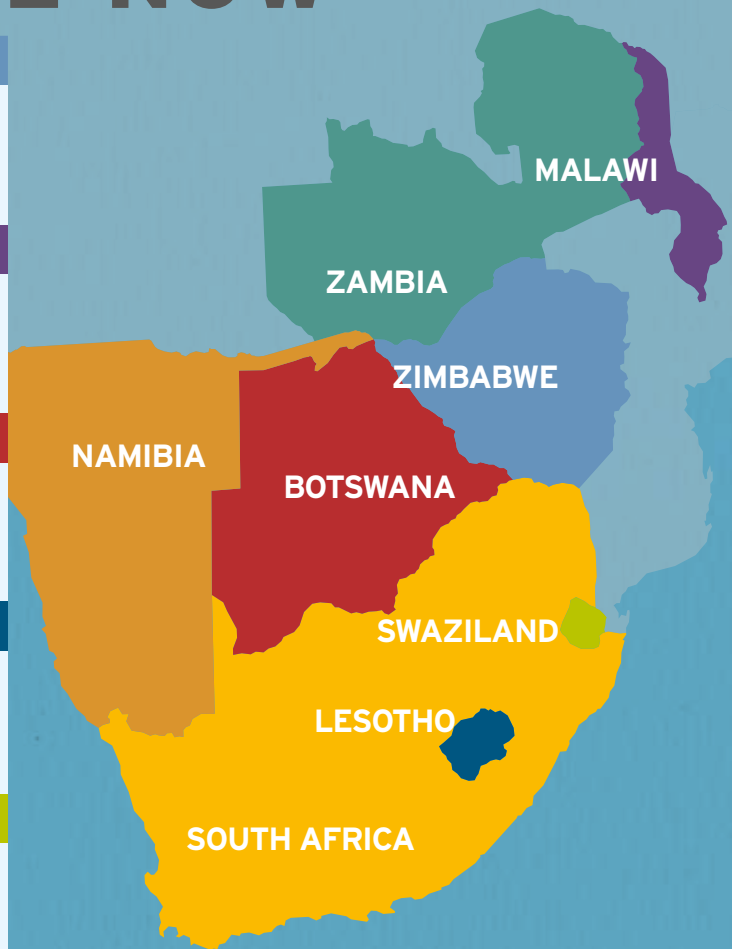 MALAWI
ZAMBIA
ZIMBABWE
NAMIBIA
BOTSWANA
SWAZILAND
LESOTHO
SOUTH AFRICA